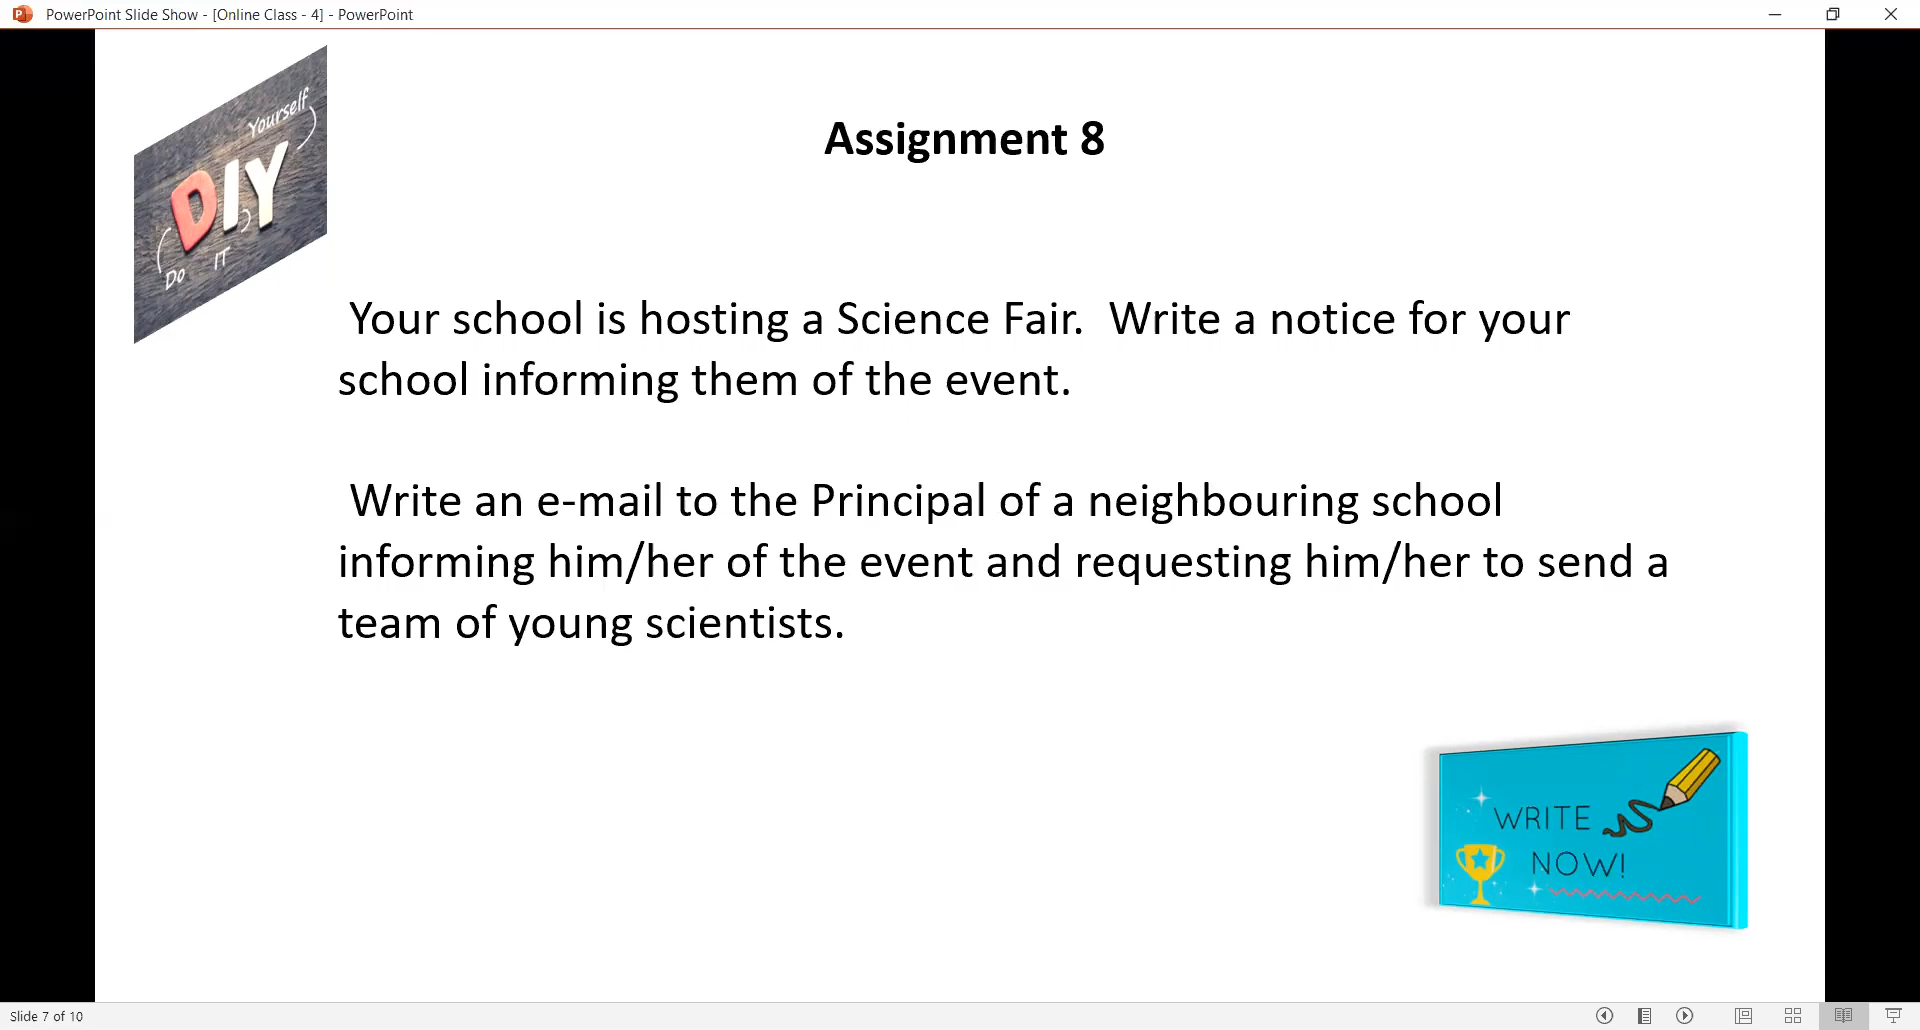 PowerPoint Slide Show - [Online Class - 4] - PowerPoint
Yourself
DIY
DO IT
Assignment 8
Your school is hosting a Science Fair. Write a notice for your
school informing them of the event.
Write an e-mail to the Principal of a neighbouring school
informing him/her of the event and requesting him/her to send a
team of young scientists.
WRITE
NOW!
Slide 7 of 10